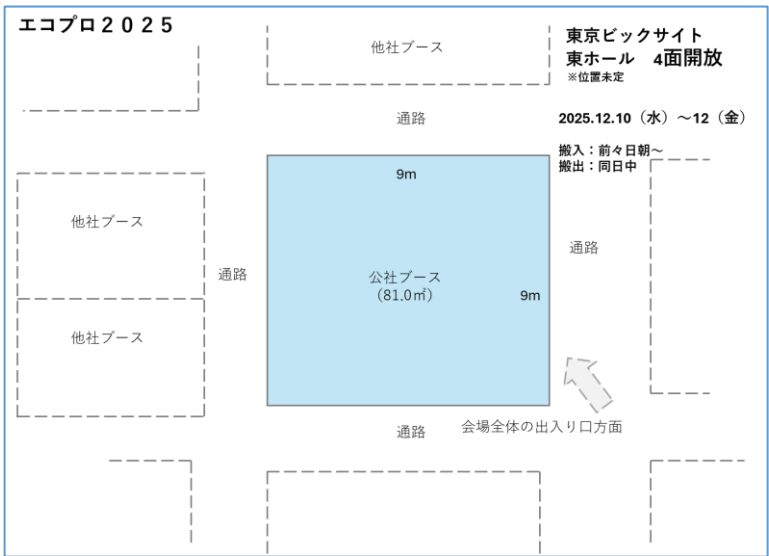 エコプロ2025
東京ビックサイト
東ホール　4面開放
※位置未定
2025.12.10（水）～12（金）
搬入：前々日朝～
搬出：同日中
他社ブース
通路
9m
他社ブース
通路
公社ブース
（81.0㎡）
9m
通路
他社ブース
会場全体の出入り口方面
通路